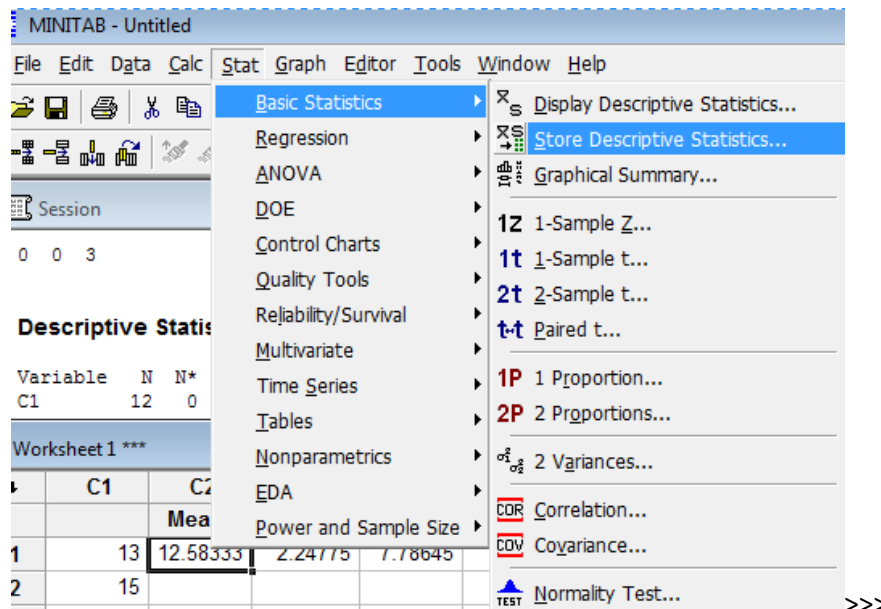 MINITAB - Untitled
File Edit Data Calc Stat Graph Editor Tools Window Help
Basic Statistics
Regression
ANOVA
DOE
Control Charts
Quality Tools
Reliability/Survival
Multivariate
Time Series
Tables
Nonparametrics
EDA
Power and Sample Size
Display Descriptive Statistics...
Store Descriptive Statistics...
Graphical Summary...
1Z 1-Sample Z...
1t 1-Sample t...
2t 2-Sample t...
t-t Paired t...
1P 1 Proportion...
2P 2 Proportions...
2 Variances...
COR Correlation...
COV Covariance...
TEST Normality Test...
Session
0 0 3
Descriptive Statis
Variable N N*
C1 12 0
Worksheet 1 ***
C1 C2
Mea
1 13 12.58333 2.24775 7.78645
2 15
>>>